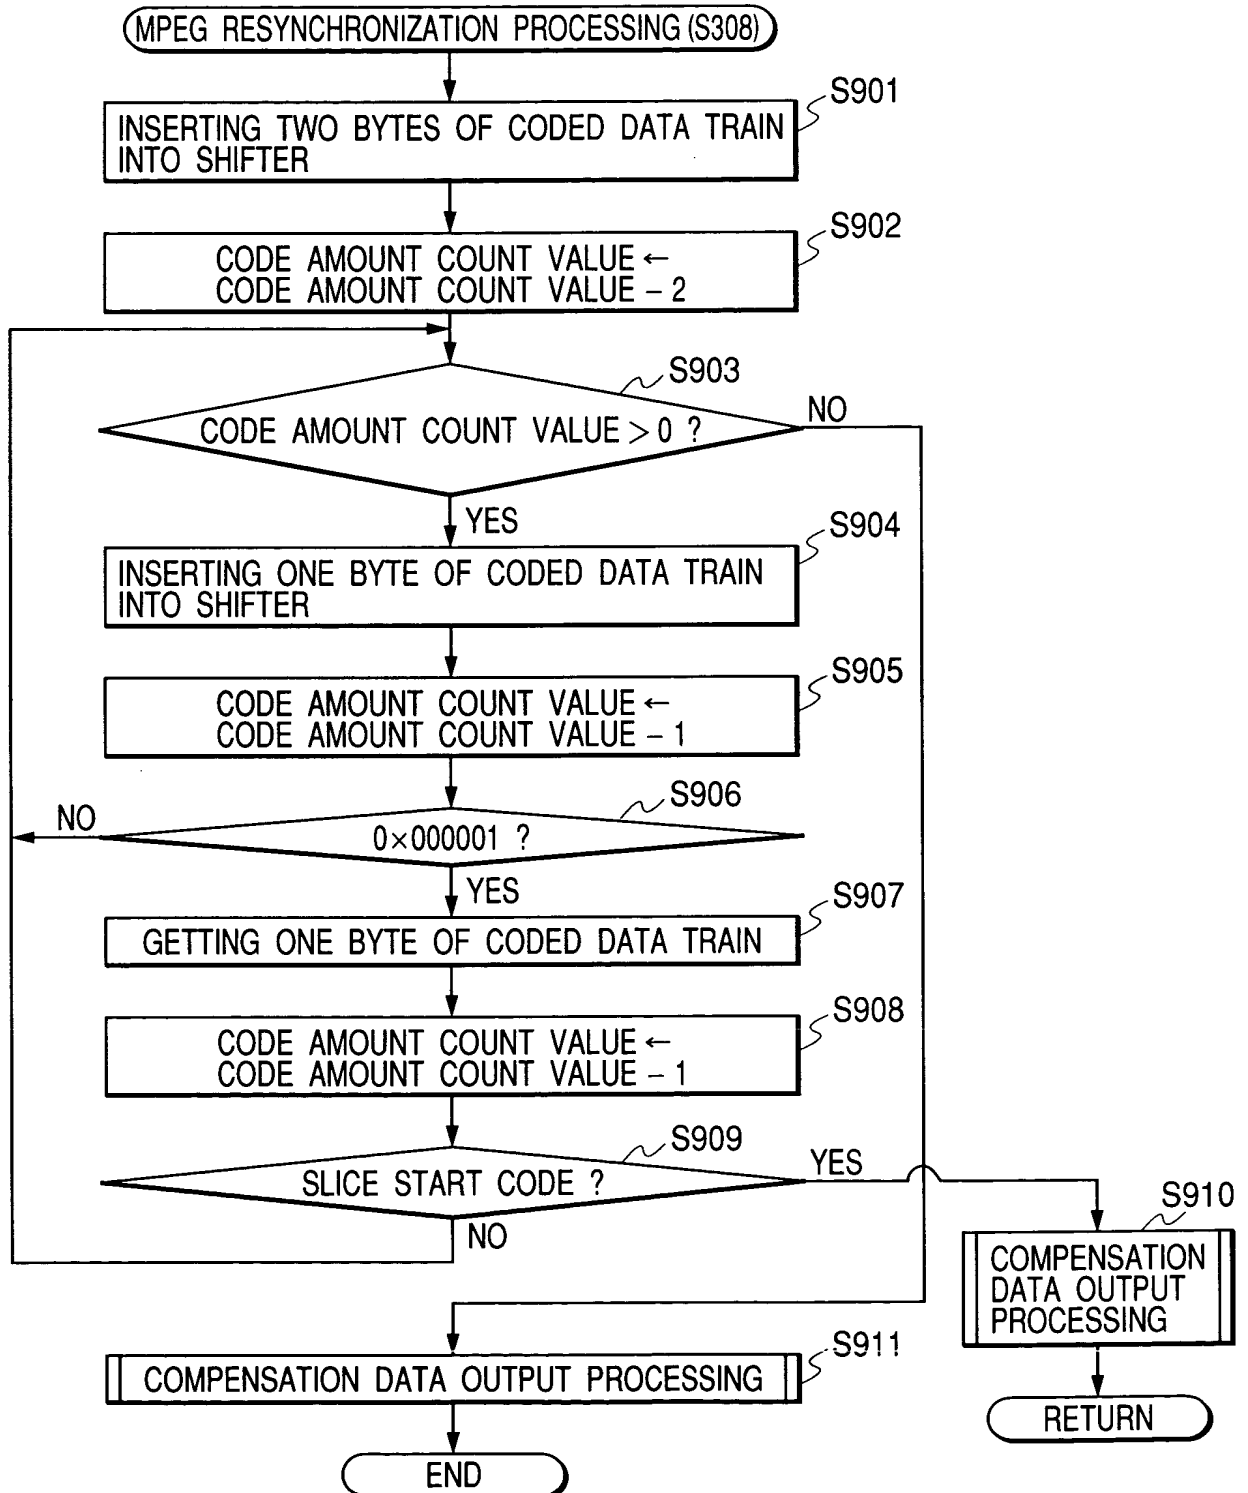 MPEG RESYNCHRONIZATION PROCESSING (S308)
S901
INSERTING TWO BYTES OF CODED DATA TRAIN
INTO SHIFTER
S902
CODE AMOUNT COUNT VALUE ←
CODE AMOUNT COUNT VALUE – 2
S903
CODE AMOUNT COUNT VALUE > 0 ?
NO
YES
S904
INSERTING ONE BYTE OF CODED DATA TRAIN
INTO SHIFTER
S905
CODE AMOUNT COUNT VALUE ←
CODE AMOUNT COUNT VALUE – 1
S906
NO
0×000001 ?
YES
S907
GETTING ONE BYTE OF CODED DATA TRAIN
S908
CODE AMOUNT COUNT VALUE ←
CODE AMOUNT COUNT VALUE – 1
S909
SLICE START CODE ?
YES
NO
S910
COMPENSATION
DATA OUTPUT
PROCESSING
S911
COMPENSATION DATA OUTPUT PROCESSING
RETURN
END